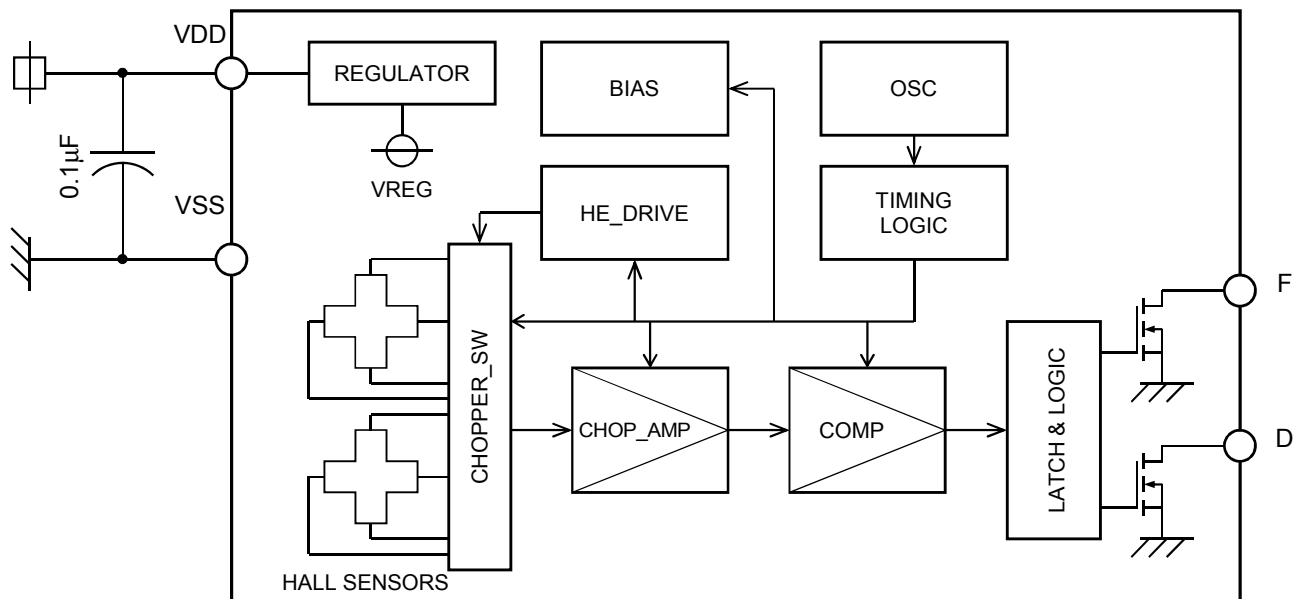 VDD
REGULATOR
BIAS
OSC
0.1µF
VREG
VSS
HE_DRIVE
TIMING
LOGIC
F
CHOPPER_SW
CHOP_AMP
COMP
LATCH & LOGIC
D
HALL SENSORS